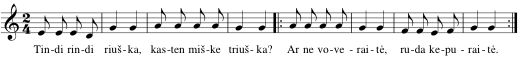 Tin-di rin-di riuš-ka, kas-ten miš-ke triuš-ka? Ar ne vo-ve-rai-tė, ru-da ke-pu-rai-tė.